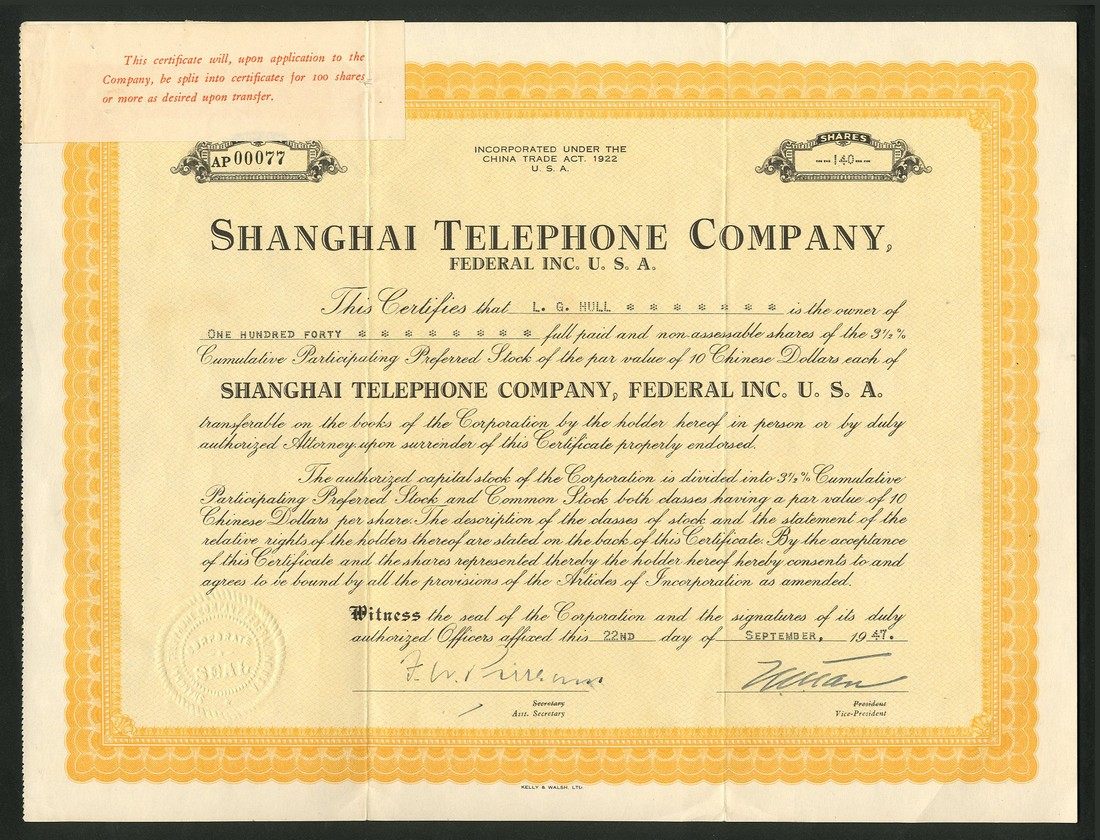 This certificate will, upon application to the
Company, be split into certificates for 100 shares
or more as desired upon transfer.
AP 00077
INCORPORATED UNDER THE
CHINA TRADE ACT. 1922
U. S. A.
SHARES
---140---
SHANGHAI TELEPHONE COMPANY,
FEDERAL INC. U. S. A.
This Certifies that L. G. HULL * * * * * * * * is the owner of
ONE HUNDRED FORTY * * * * * * * * * full paid and non-assessable shares of the 3½%
Cumulative Participating Preferred Stock of the par value of 10 Chinese Dollars each of
SHANGHAI TELEPHONE COMPANY, FEDERAL INC. U. S. A.
transferable on the books of the Corporation by the holder hereof in person or by duly
authorized Attorney upon surrender of this Certificate properly endorsed.
The authorized capital stock of the Corporation is divided into 3½% Cumulative
Participating Preferred Stock and Common Stock both classes having a par value of 10
Chinese Dollars per share. The description of the classes of stock and the statement of the
relative rights of the holders thereof are stated on the back of this Certificate. By the acceptance
of this Certificate and the shares represented thereby the holder hereof hereby consents to and
agrees to be bound by all the provisions of the Articles of Incorporation as amended.
Witness the seal of the Corporation and the signatures of its duly
authorized Officers affixed this 22ND day of SEPTEMBER, 1947.
SEAL
Secretary
Asst. Secretary
President
Vice-President
KELLY & WALSH, LTD.